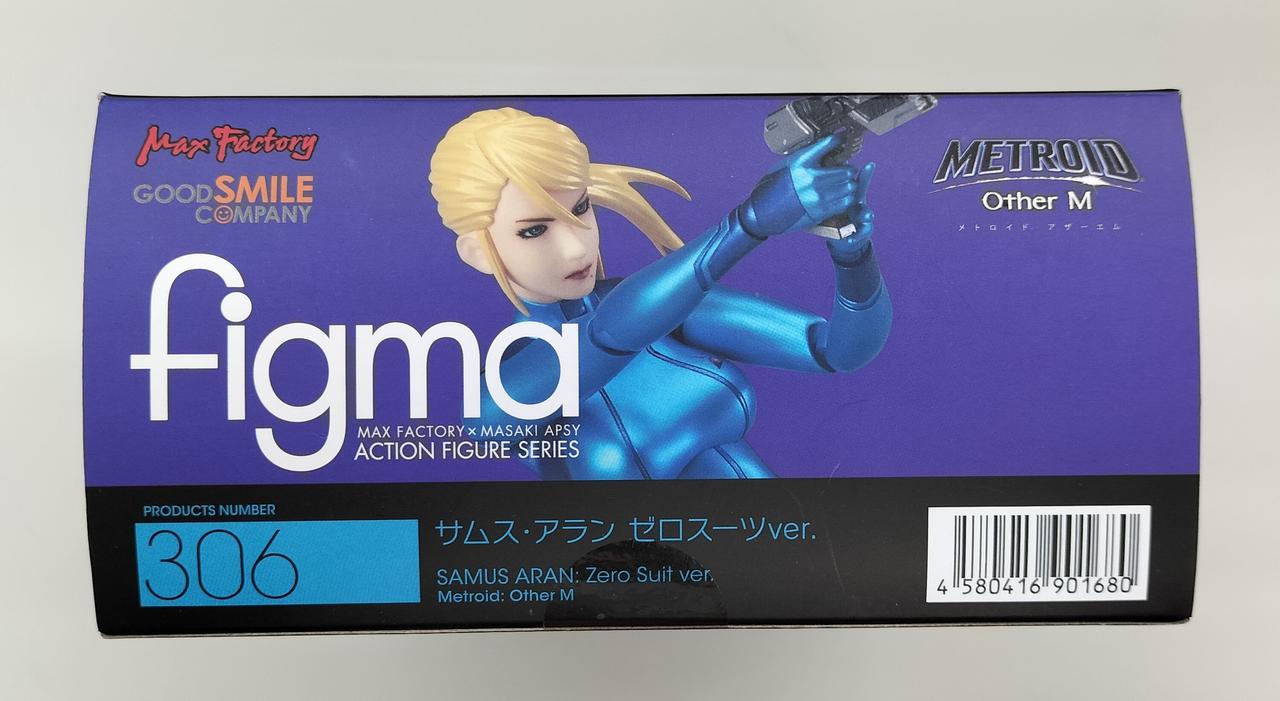 Max Factory
GOOD SMILE
COMPANY
METROID
Other M
メトロイド アザーエム
figma
MAX FACTORY × MASAKI APSY
ACTION FIGURE SERIES
PRODUCTS NUMBER
306
サムス・アラン ゼロスーツver.
SAMUS ARAN: Zero Suit ver.
Metroid: Other M
4 580416 901680